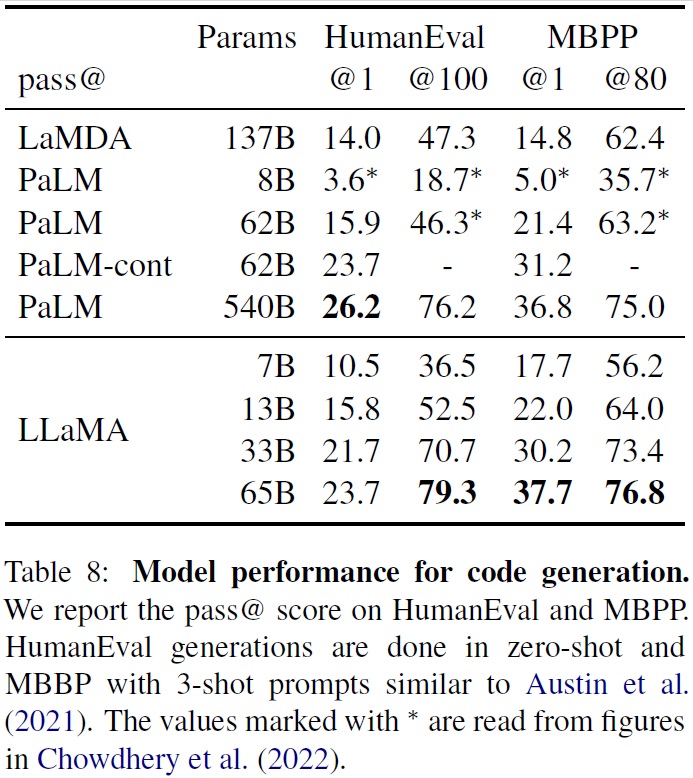 Params HumanEval MBPP
pass@ @1 @100 @1 @80
LaMDA 137B 14.0 47.3 14.8 62.4
PaLM 8B 3.6* 18.7* 5.0* 35.7*
PaLM 62B 15.9 46.3* 21.4 63.2*
PaLM-cont 62B 23.7 - 31.2 -
PaLM 540B 26.2 76.2 36.8 75.0
7B 10.5 36.5 17.7 56.2
LLaMA
13B 15.8 52.5 22.0 64.0
33B 21.7 70.7 30.2 73.4
65B 23.7 79.3 37.7 76.8
Table 8: Model performance for code generation.
We report the pass@ score on HumanEval and MBPP.
HumanEval generations are done in zero-shot and
MBBP with 3-shot prompts similar to Austin et al.
(2021). The values marked with * are read from figures
in Chowdhery et al. (2022).